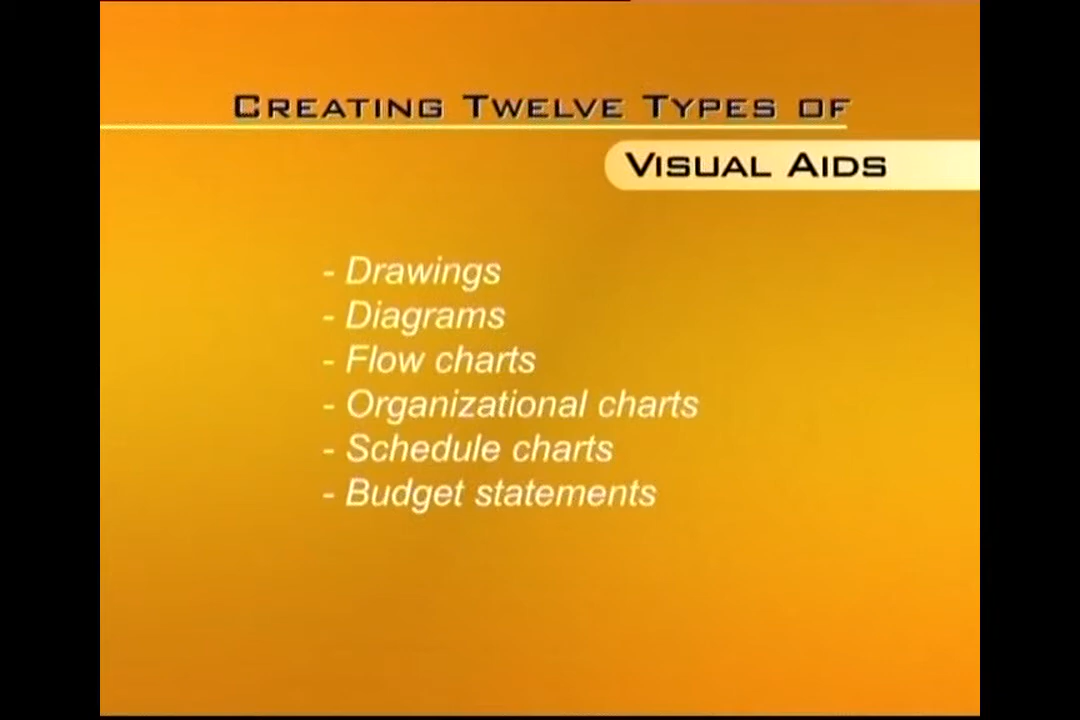 Creating Twelve Types of
Visual Aids
- Drawings
- Diagrams
- Flow charts
- Organizational charts
- Schedule charts
- Budget statements